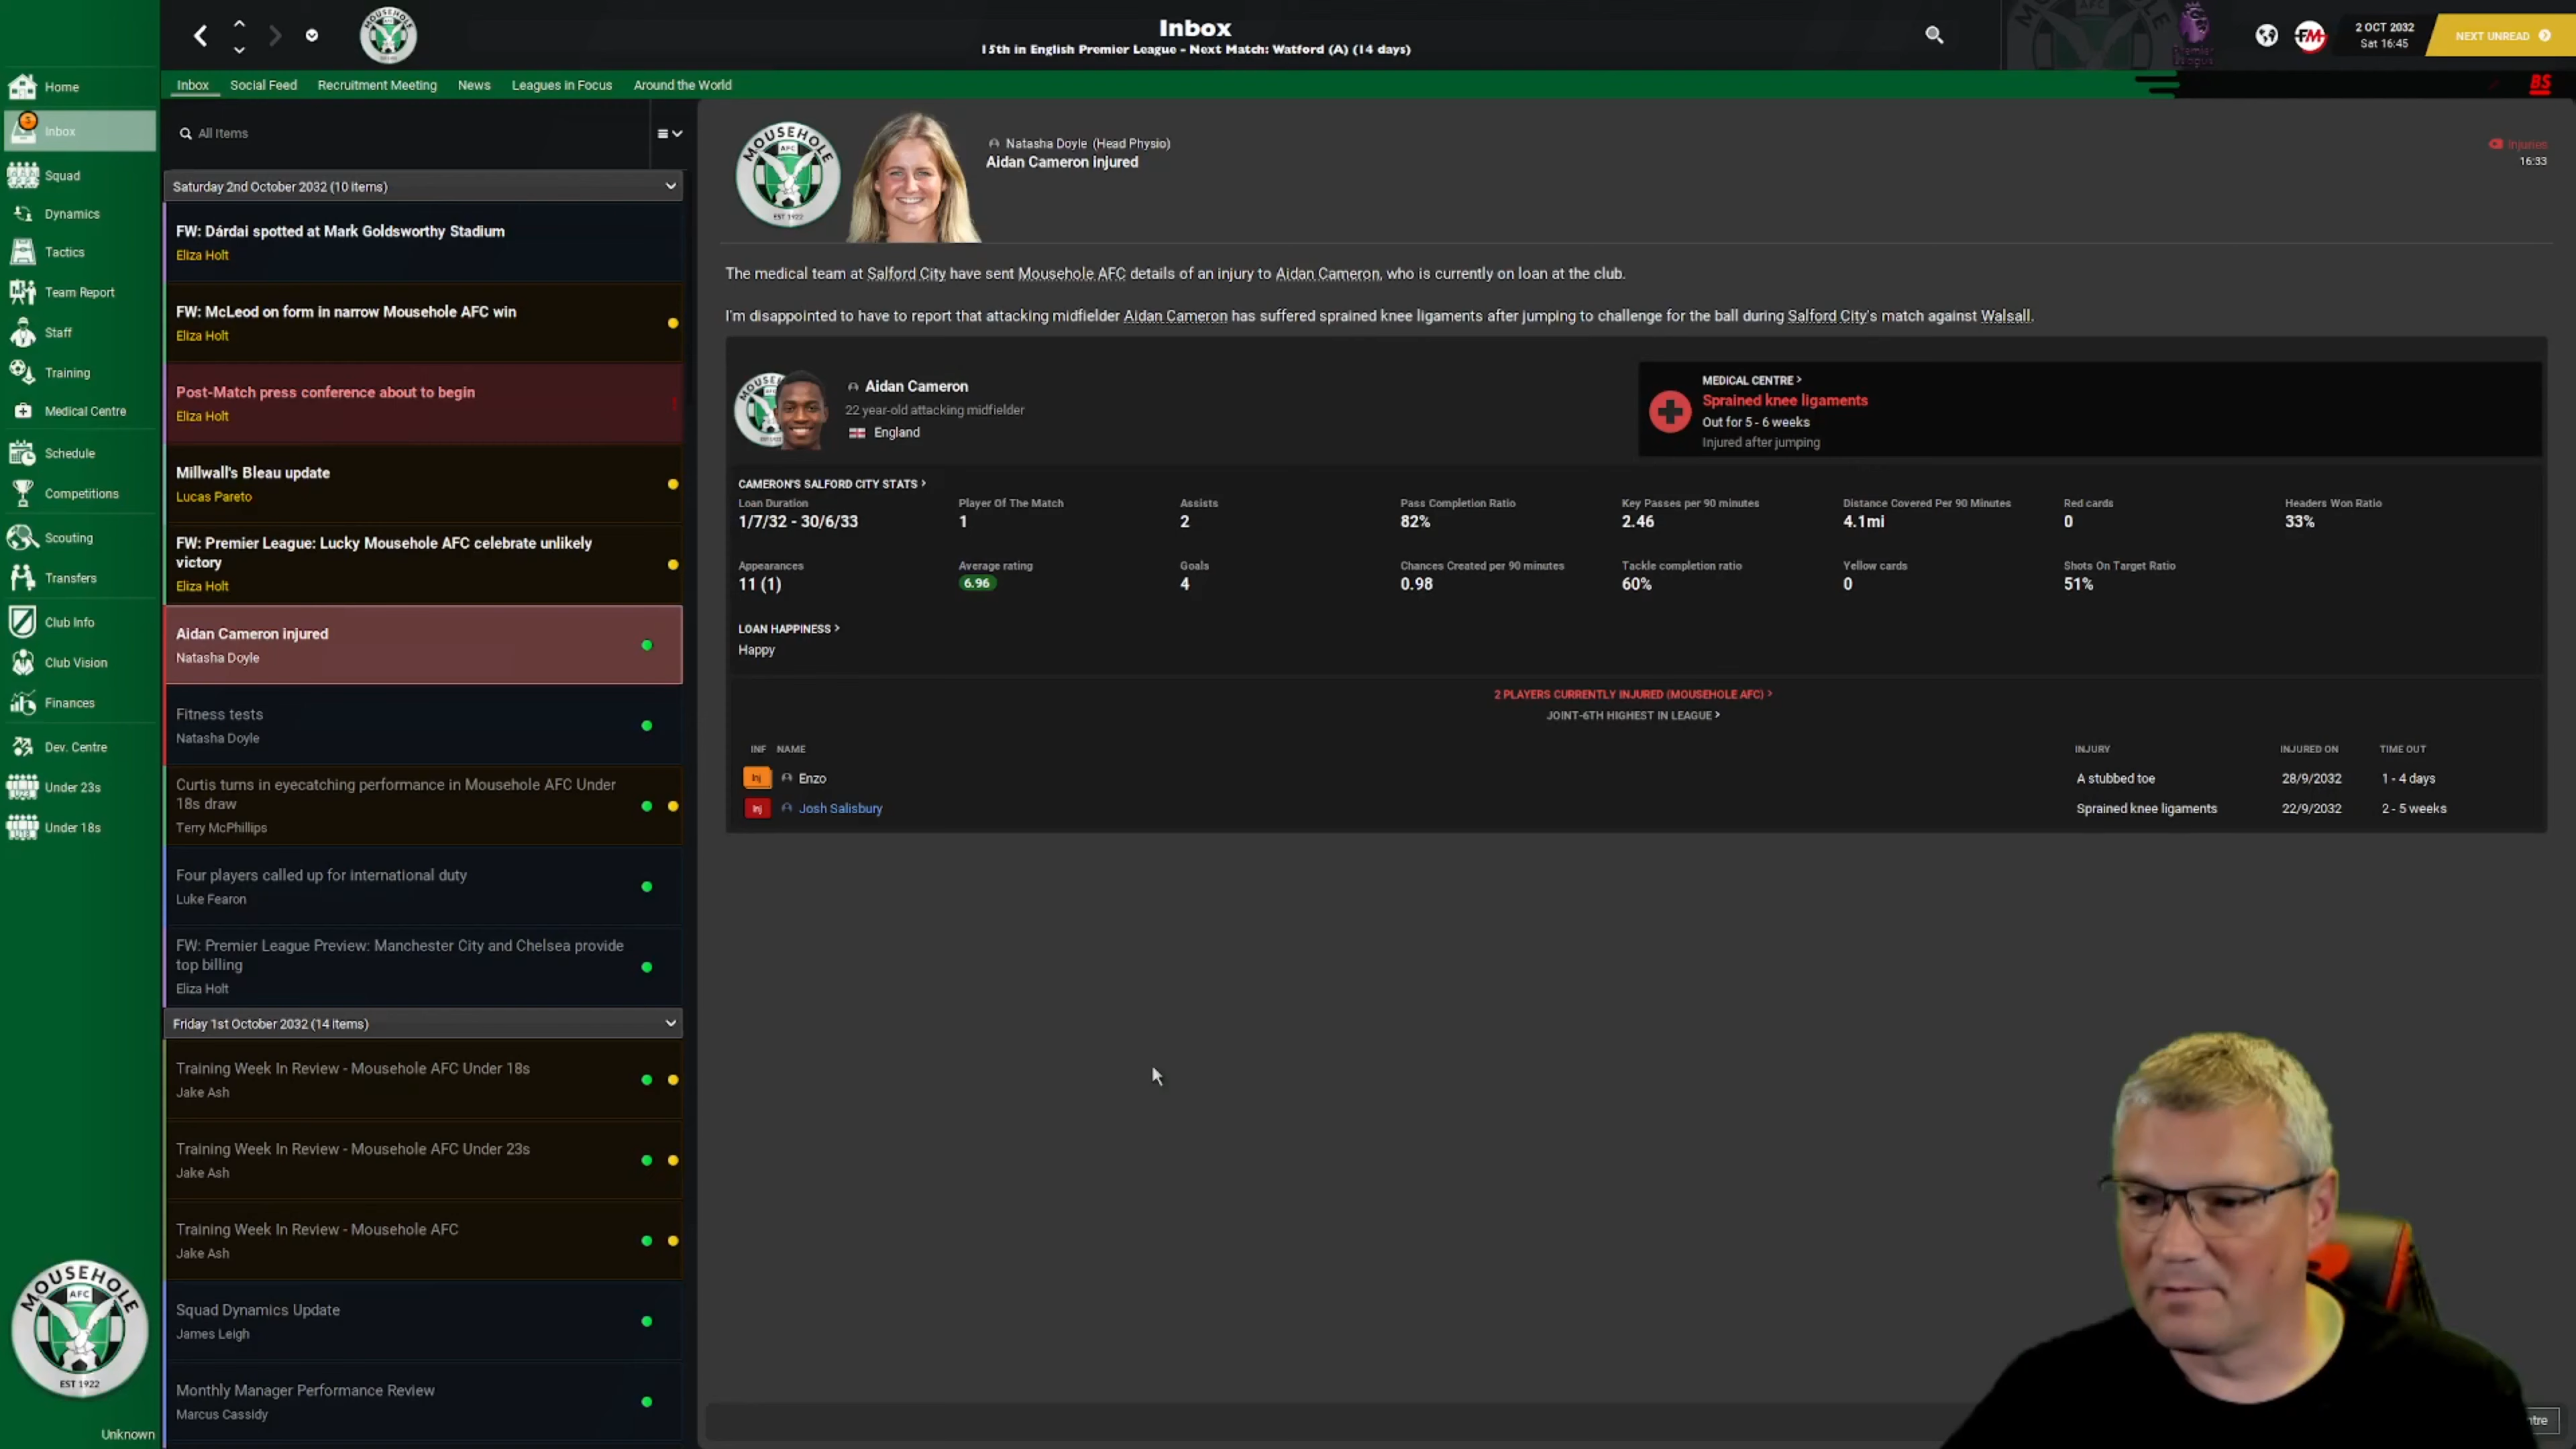 Inbox
15th in English Premier League - Next Match: Watford (A) (14 days)
2 OCT 2032
Sat 16:45
NEXT UNREAD
FM
BS
Inbox
Social Feed
Recruitment Meeting
News
Leagues in Focus
Around the World
Home
Inbox
Squad
Dynamics
Tactics
Team Report
Staff
Training
Medical Centre
Schedule
Competitions
Scouting
Transfers
Club Info
Club Vision
Finances
Dev. Centre
Under 23s
Under 18s
MOUSEHOLE
AFC
EST 1922
Unknown
All Items
Saturday 2nd October 2032 (10 items)
FW: Dárdai spotted at Mark Goldsworthy Stadium
Eliza Holt
FW: McLeod on form in narrow Mousehole AFC win
Eliza Holt
Post-Match press conference about to begin
Eliza Holt
Millwall's Bleau update
Lucas Pareto
FW: Premier League: Lucky Mousehole AFC celebrate unlikely
victory
Eliza Holt
Aidan Cameron injured
Natasha Doyle
Fitness tests
Natasha Doyle
Curtis turns in eyecatching performance in Mousehole AFC Under
18s draw
Terry McPhillips
Four players called up for international duty
Luke Fearon
FW: Premier League Preview: Manchester City and Chelsea provide
top billing
Eliza Holt
Friday 1st October 2032 (14 items)
Training Week In Review - Mousehole AFC Under 18s
Jake Ash
Training Week In Review - Mousehole AFC Under 23s
Jake Ash
Training Week In Review - Mousehole AFC
Jake Ash
Squad Dynamics Update
James Leigh
Monthly Manager Performance Review
Marcus Cassidy
MOUSEHOLE
AFC
EST 1922
Natasha Doyle (Head Physio)
Aidan Cameron injured
Injuries
16:33
The medical team at Salford City have sent Mousehole AFC details of an injury to Aidan Cameron, who is currently on loan at the club.
I'm disappointed to have to report that attacking midfielder Aidan Cameron has suffered sprained knee ligaments after jumping to challenge for the ball during Salford City's match against Walsall.
Aidan Cameron
22 year-old attacking midfielder
England
MEDICAL CENTRE >
Sprained knee ligaments
Out for 5 - 6 weeks
Injured after jumping
CAMERON'S SALFORD CITY STATS >
Loan Duration
1/7/32 - 30/6/33
Player Of The Match
1
Assists
2
Pass Completion Ratio
82%
Key Passes per 90 minutes
2.46
Distance Covered Per 90 Minutes
4.1mi
Red cards
0
Headers Won Ratio
33%
Appearances
11 (1)
Average rating
6.96
Goals
4
Chances Created per 90 minutes
0.98
Tackle completion ratio
60%
Yellow cards
0
Shots On Target Ratio
51%
LOAN HAPPINESS >
Happy
2 PLAYERS CURRENTLY INJURED (MOUSEHOLE AFC) >
JOINT-6TH HIGHEST IN LEAGUE >
INF NAME INJURY INJURED ON TIME OUT
Inj Enzo A stubbed toe 28/9/2032 1 - 4 days
Inj Josh Salisbury Sprained knee ligaments 22/9/2032 2 - 5 weeks